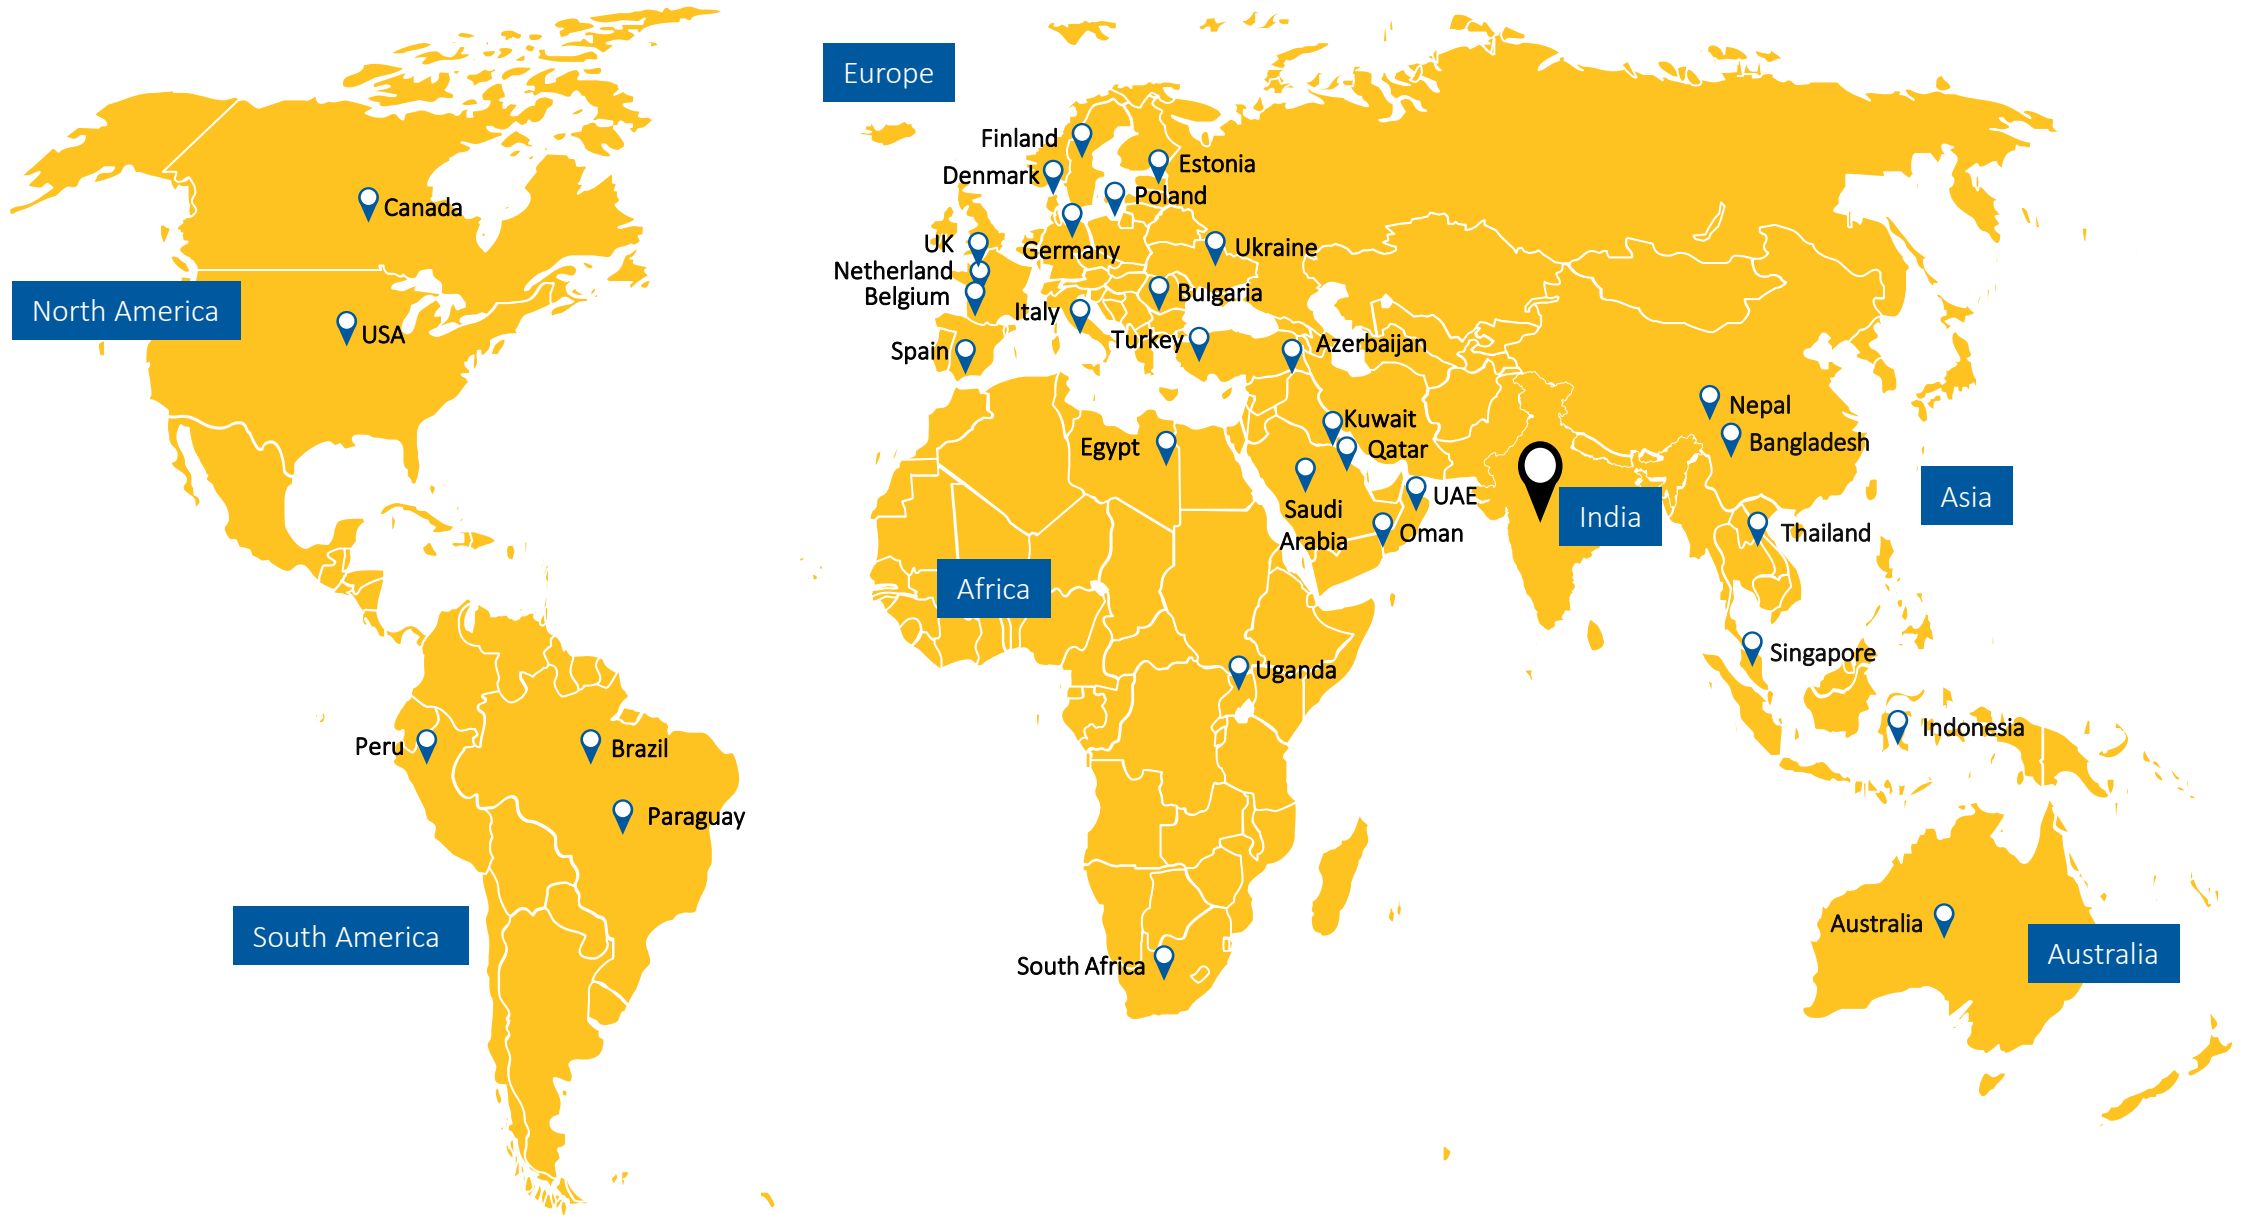 Europe
Finland
Denmark
Estonia
Poland
Canada
UK
Germany
Ukraine
Netherland
Belgium
Bulgaria
North America
Italy
USA
Turkey
Azerbaijan
Spain
Nepal
Kuwait
Egypt
Qatar
Bangladesh
UAE
Asia
Saudi
Arabia
India
Oman
Thailand
Africa
Singapore
Uganda
Indonesia
Peru
Brazil
Paraguay
Australia
South America
Australia
South Africa